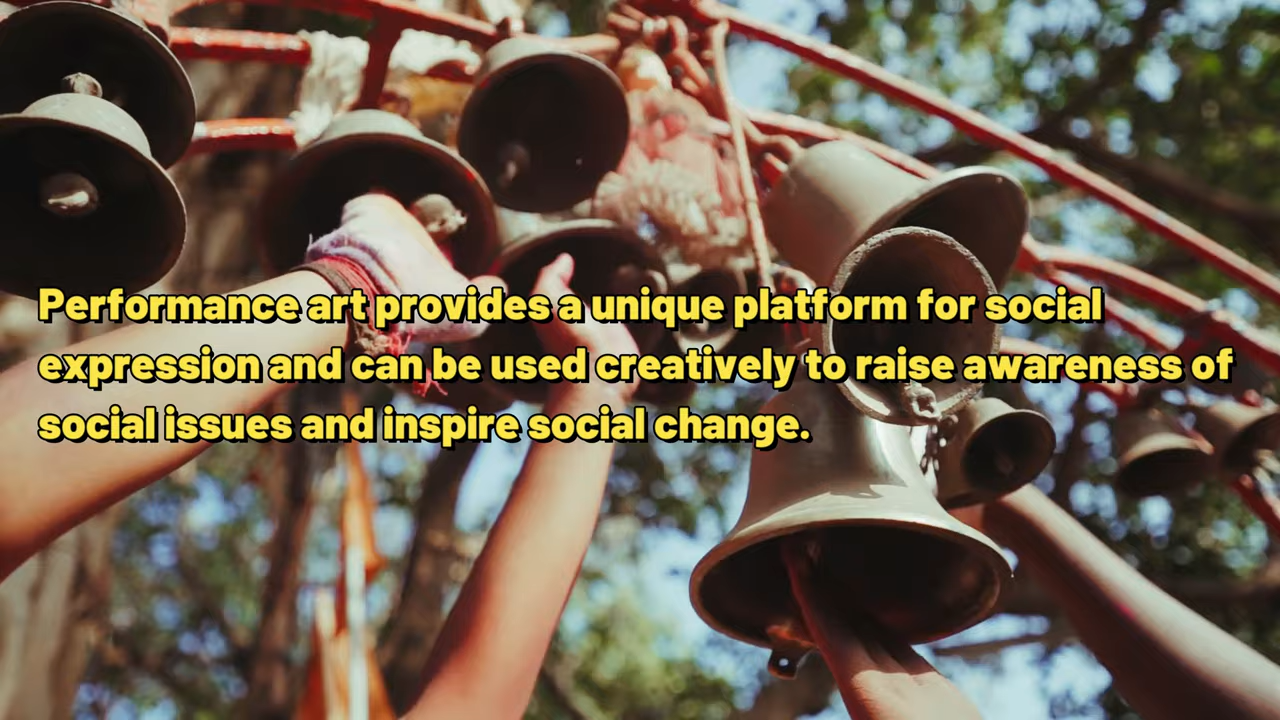 Performance art provides a unique platform for social
expression and can be used creatively to raise awareness of
social issues and inspire social change.